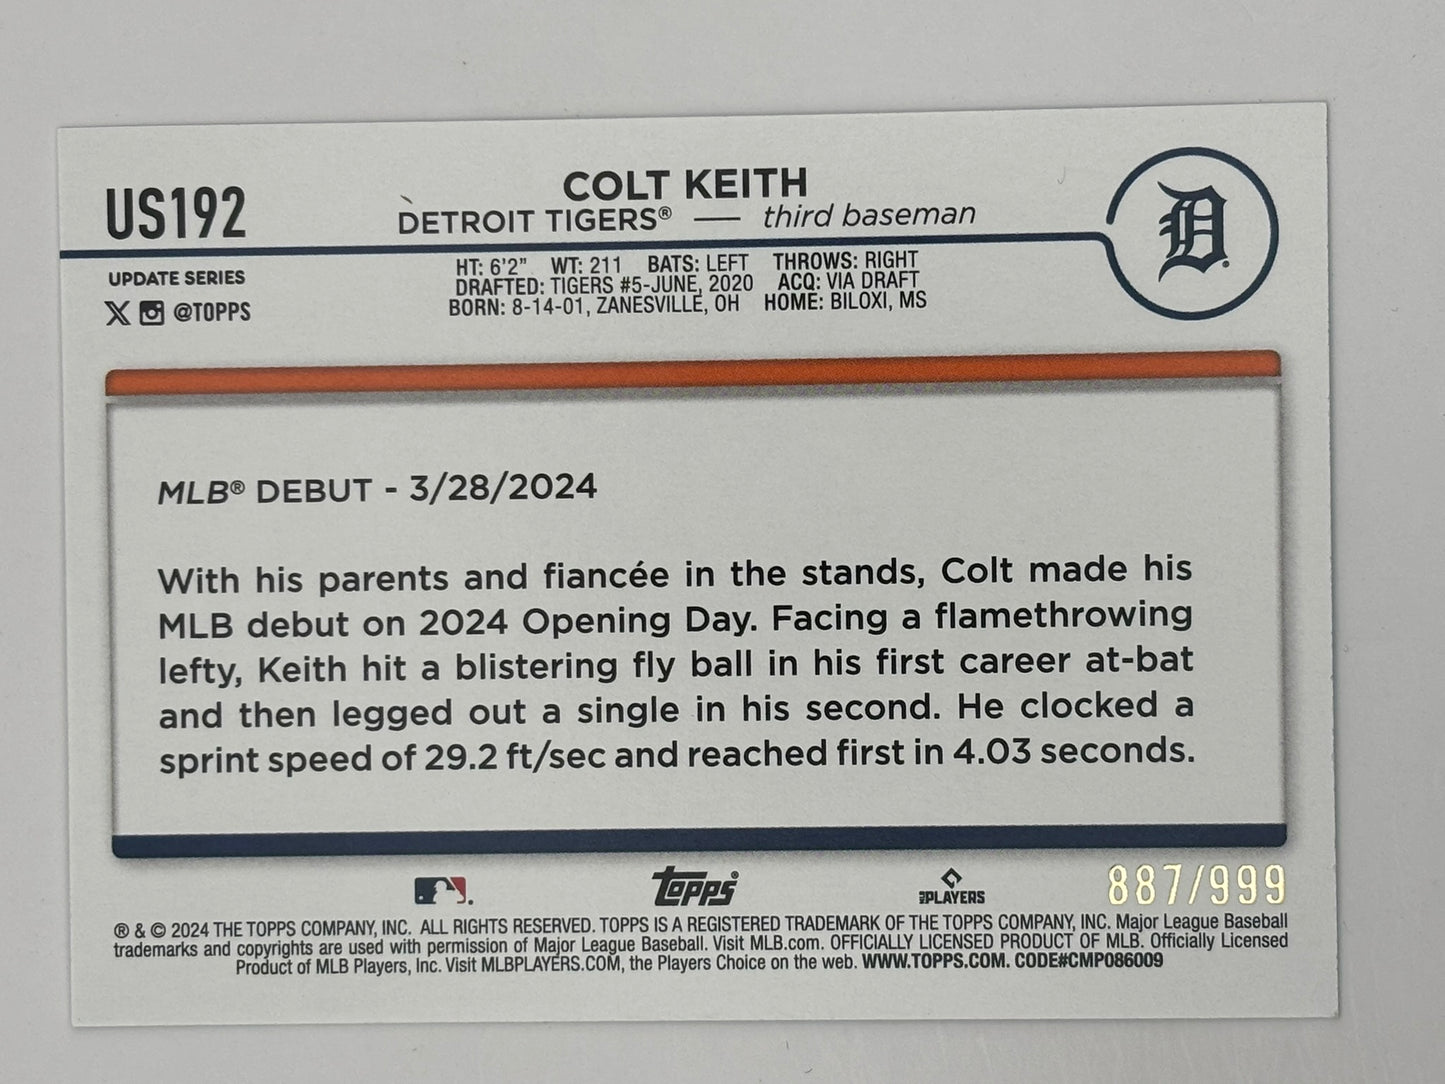 US192
COLT KEITH
DETROIT TIGERS® — third baseman
D
UPDATE SERIES
X @TOPPS
HT: 6'2" WT: 211 BATS: LEFT THROWS: RIGHT
DRAFTED: TIGERS #5-JUNE, 2020 ACQ: VIA DRAFT
BORN: 8-14-01, ZANESVILLE, OH HOME: BILOXI, MS
MLB® DEBUT - 3/28/2024
With his parents and fiancée in the stands, Colt made his
MLB debut on 2024 Opening Day. Facing a flamethrowing
lefty, Keith hit a blistering fly ball in his first career at-bat
and then legged out a single in his second. He clocked a
sprint speed of 29.2 ft/sec and reached first in 4.03 seconds.
Topps®
PLAYERS
887/999
® & © 2024 THE TOPPS COMPANY, INC. ALL RIGHTS RESERVED. TOPPS IS A REGISTERED TRADEMARK OF THE TOPPS COMPANY, INC. Major League Baseball
trademarks and copyrights are used with permission of Major League Baseball. Visit MLB.com. OFFICIALLY LICENSED PRODUCT OF MLB. Officially Licensed
Product of MLB Players, Inc. Visit MLBPLAYERS.COM, the Players Choice on the web. WWW.TOPPS.COM. CODE#CMP086009